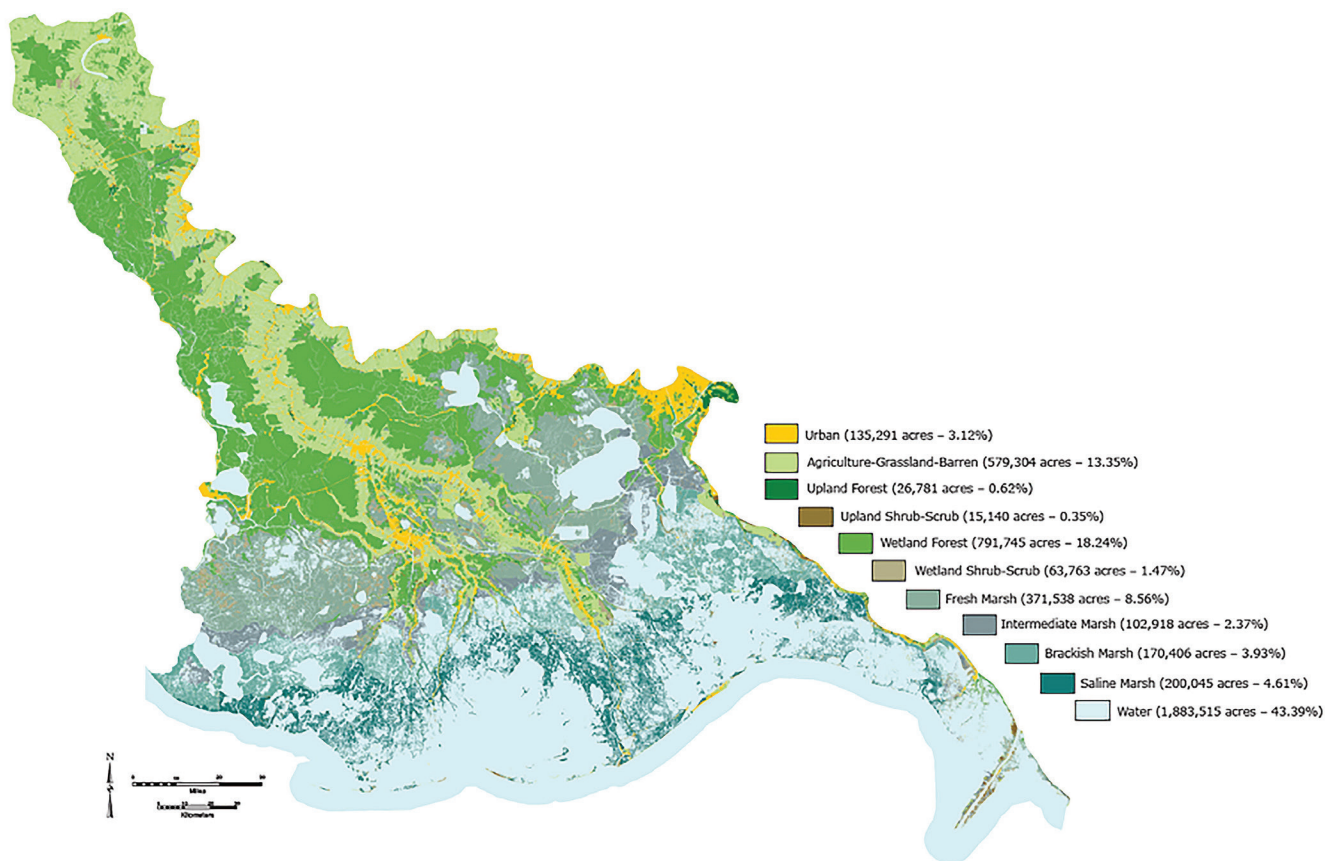 Urban (135,291 acres – 3.12%)
Agriculture-Grassland-Barren (579,304 acres – 13.35%)
Upland Forest (26,781 acres – 0.62%)
Upland Shrub-Scrub (15,140 acres – 0.35%)
Wetland Forest (791,745 acres – 18.24%)
Wetland Shrub-Scrub (63,763 acres – 1.47%)
Fresh Marsh (371,538 acres – 8.56%)
Intermediate Marsh (102,918 acres – 2.37%)
Brackish Marsh (170,406 acres – 3.93%)
Saline Marsh (200,045 acres – 4.61%)
Water (1,883,515 acres – 43.39%)
N
Miles
Kilometers